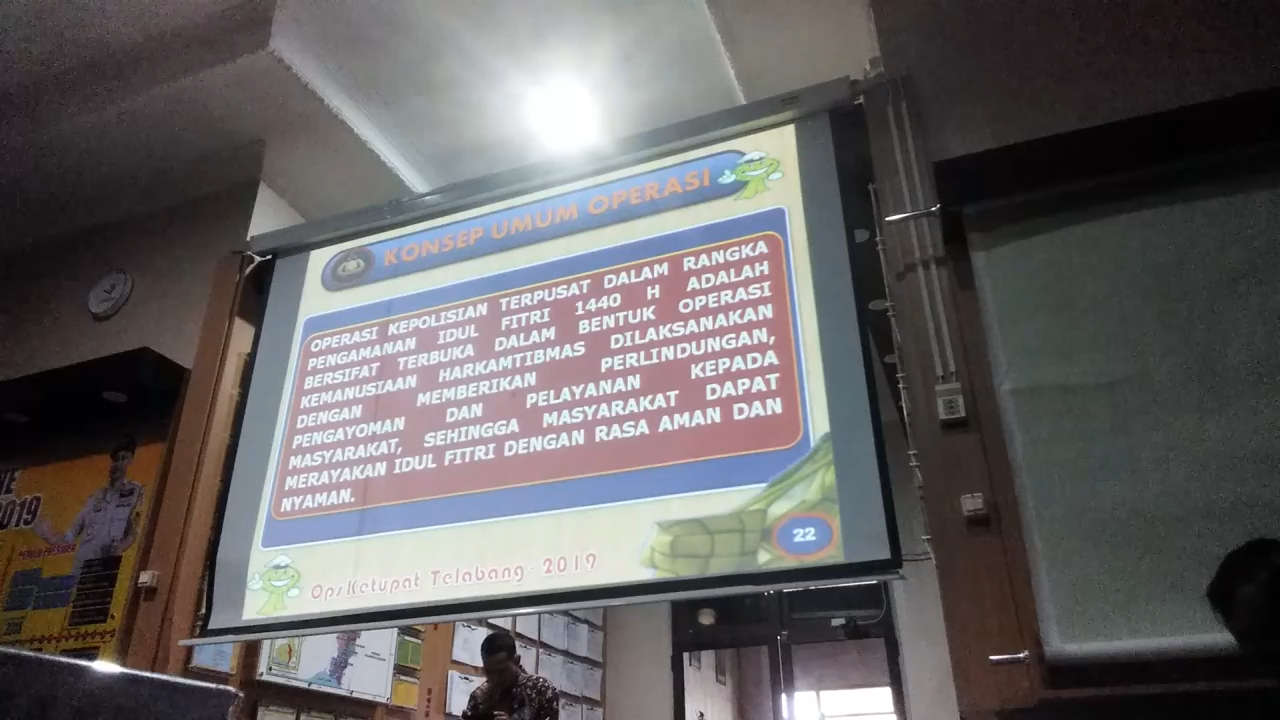 KONSEP UMUM OPERASI
OPERASI KEPOLISIAN TERPUSAT DALAM RANGKA
PENGAMANAN IDUL FITRI 1440 H ADALAH
BERSIFAT TERBUKA DALAM BENTUK OPERASI
KEMANUSIAAN HARKAMTIBMAS DILAKSANAKAN
DENGAN MEMBERIKAN PERLINDUNGAN,
PENGAYOMAN DAN PELAYANAN KEPADA
MASYARAKAT, SEHINGGA MASYARAKAT DAPAT
MERAYAKAN IDUL FITRI DENGAN RASA AMAN DAN
NYAMAN.
22
Ops Ketupat Telabang - 2019
2019
PEMILU PRESIDEN